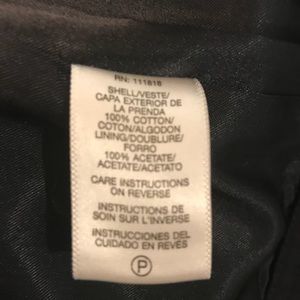 RN: 111818
SHELL/VESTE/
CAPA EXTERIOR DE
LA PRENDA
100% COTTON/
COTON/ALGODON
LINING/DOUBLURE/
FORRO
100% ACETATE/
ACETATE/ACETATO
CARE INSTRUCTIONS
ON REVERSE
INSTRUCTIONS DE
SOIN SUR L'INVERSE
INSTRUCCIONES DEL
CUIDADO EN REVÉS
P